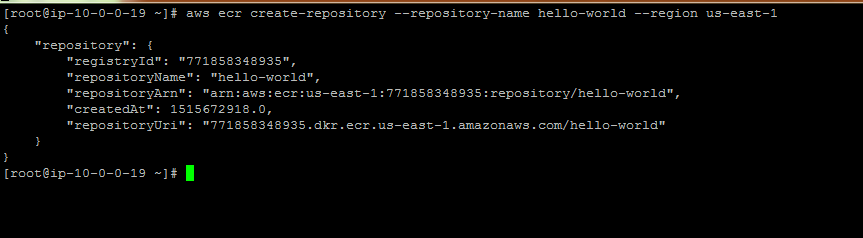 [root@ip-10-0-0-19 ~]# aws ecr create-repository --repository-name hello-world --region us-east-1
{
    "repository": {
        "registryId": "771858348935",
        "repositoryName": "hello-world",
        "repositoryArn": "arn:aws:ecr:us-east-1:771858348935:repository/hello-world",
        "createdAt": 1515672918.0,
        "repositoryUri": "771858348935.dkr.ecr.us-east-1.amazonaws.com/hello-world"
    }
}
[root@ip-10-0-0-19 ~]#